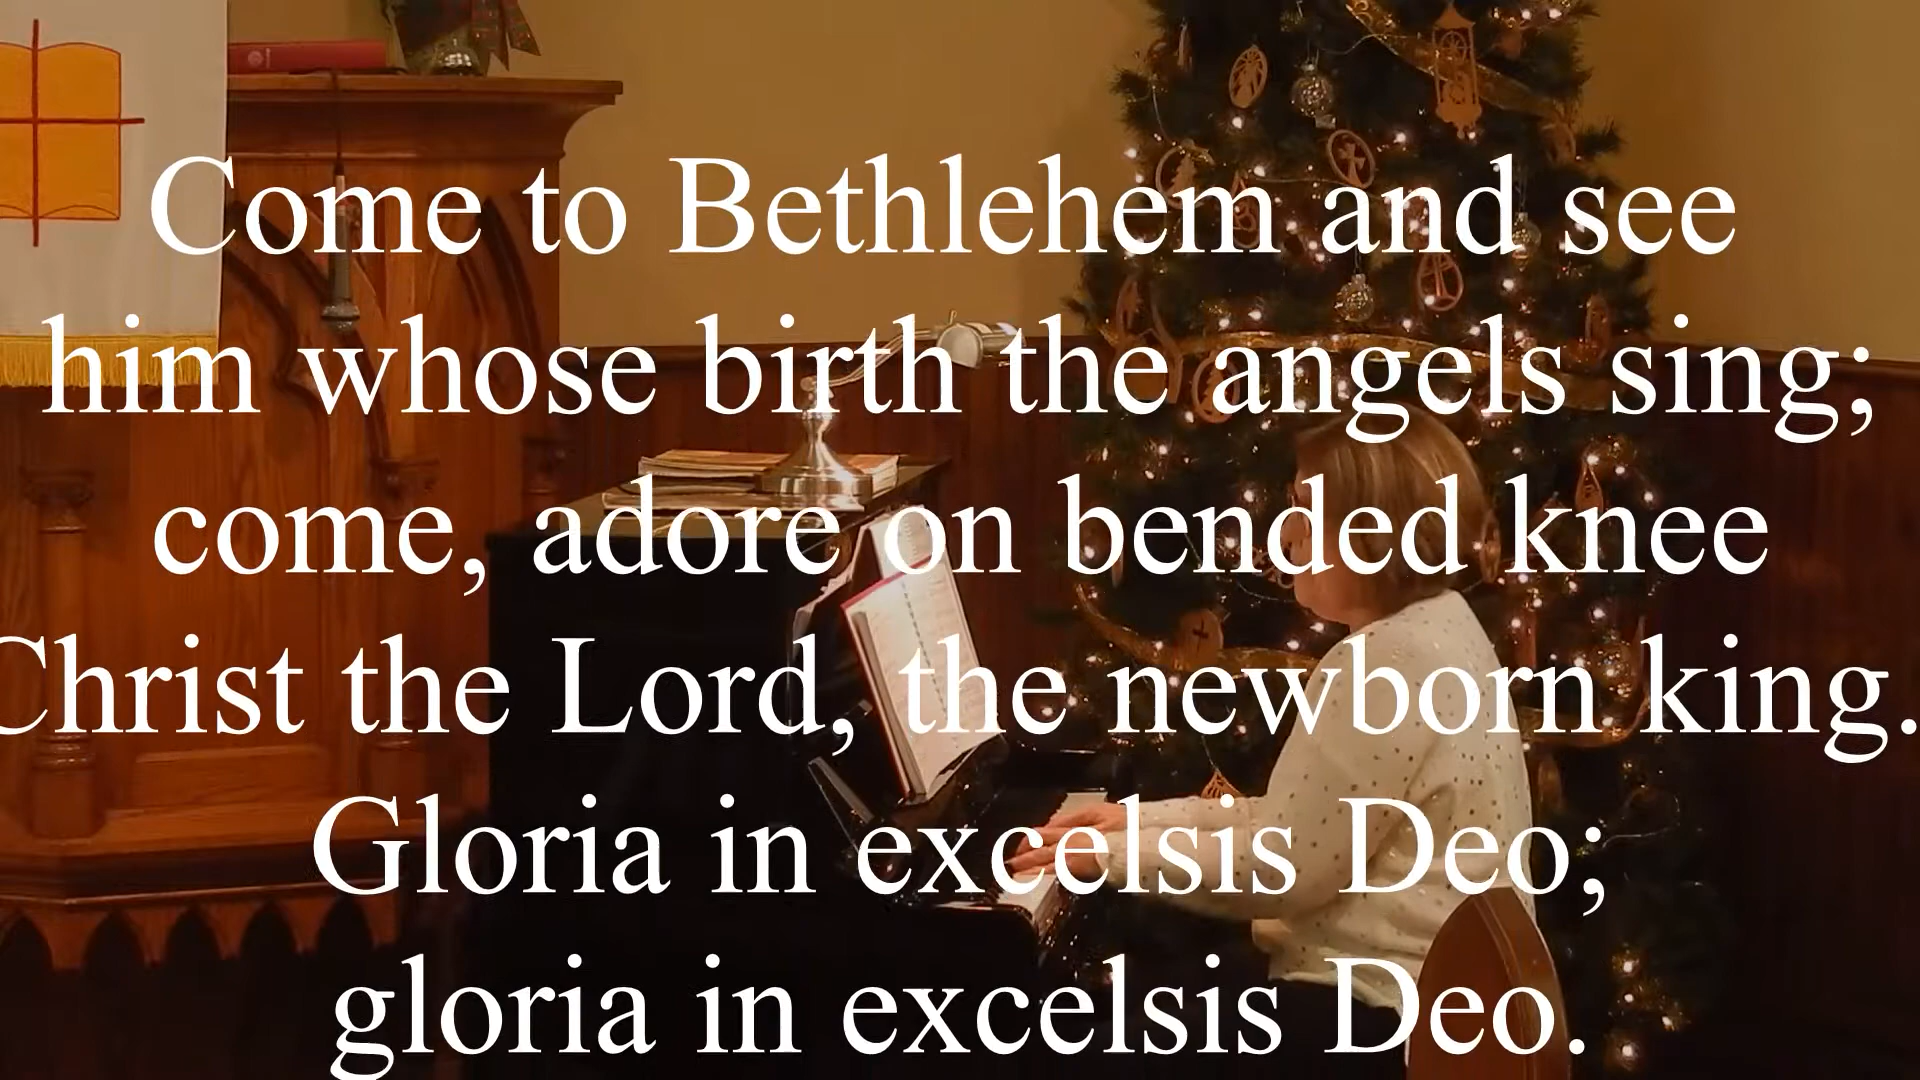 Come to Bethlehem and see
him whose birth the angels sing;
come, adore on bended knee
Christ the Lord, the newborn king.
Gloria in excelsis Deo;
gloria in excelsis Deo.